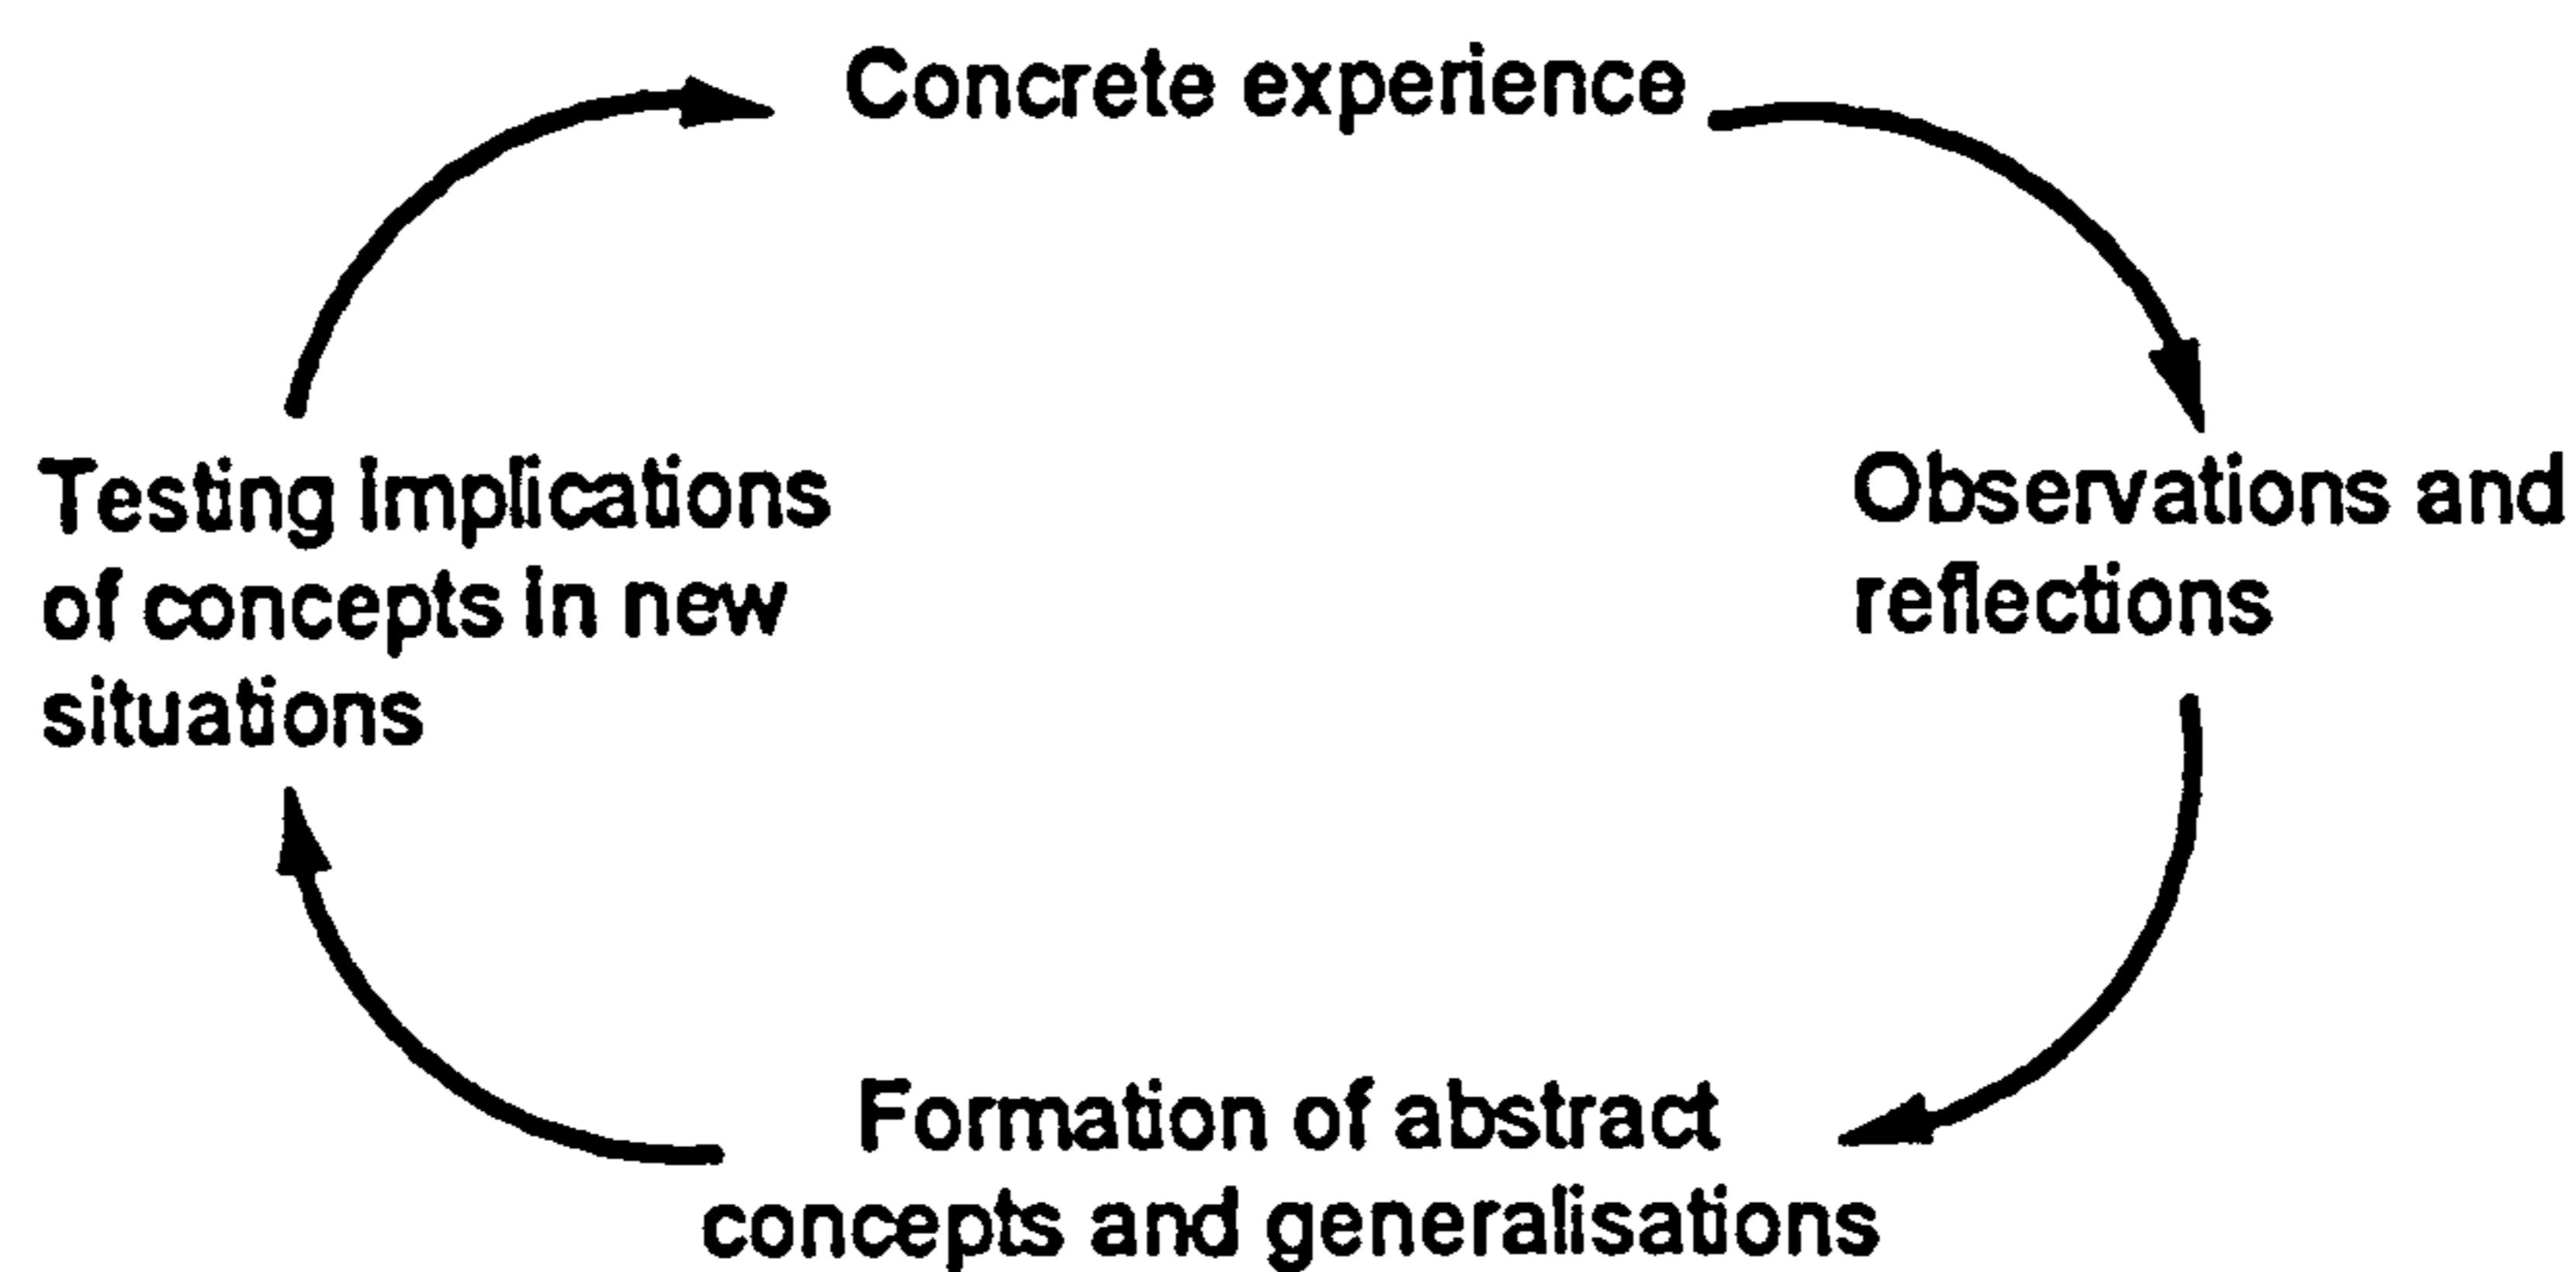 Concrete experience
Observations and
reflections
Formation of abstract
concepts and generalisations
Testing implications
of concepts in new
situations